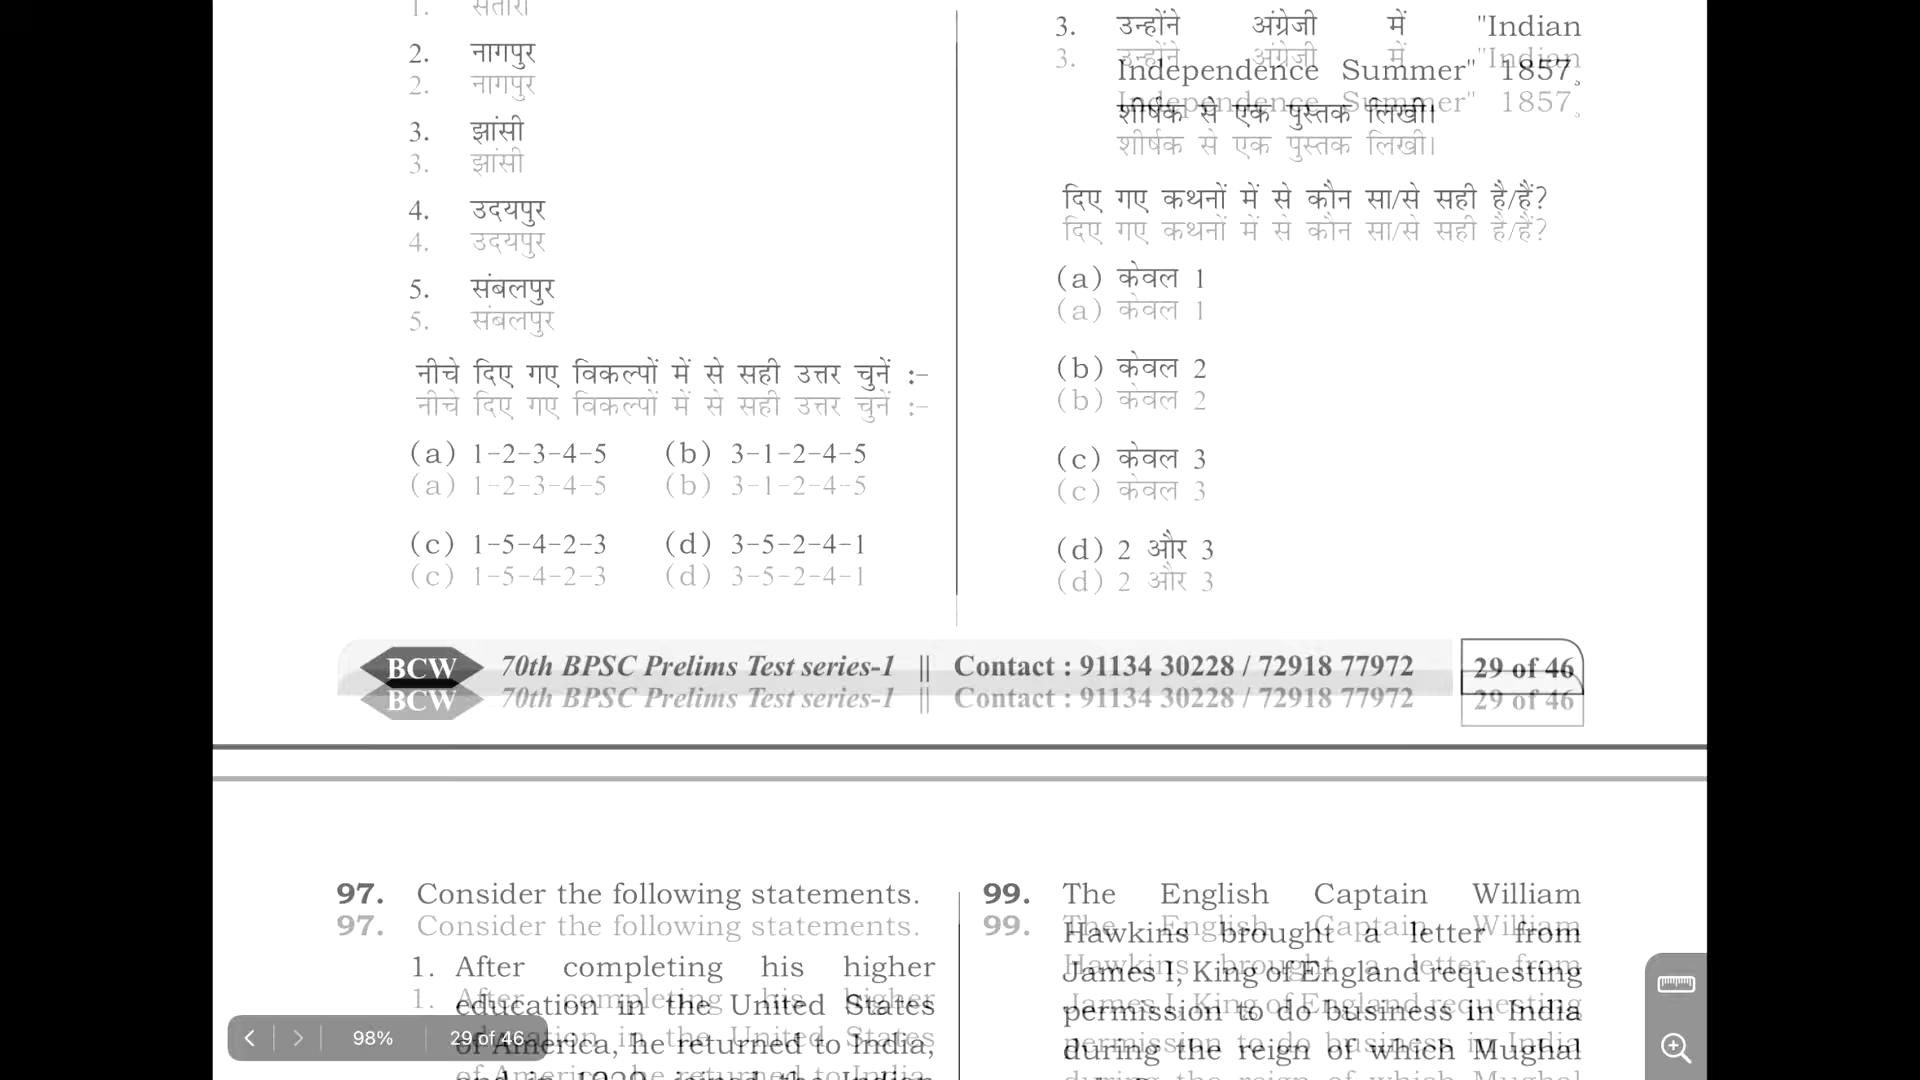 1. सतारा
2. नागपुर
3. झांसी
4. उदयपुर
5. संबलपुर
नीचे दिए गए विकल्पों में से सही उत्तर चुनें :-
(a) 1-2-3-4-5 (b) 3-1-2-4-5
(c) 1-5-4-2-3 (d) 3-5-2-4-1
3. उन्होंने अंग्रेजी में "Indian
Independence Summer" 1857,
शीर्षक से एक पुस्तक लिखी।
दिए गए कथनों में से कौन सा/से सही है/हैं?
(a) केवल 1
(b) केवल 2
(c) केवल 3
(d) 2 और 3
BCW 70th BPSC Prelims Test series-1 || Contact : 91134 30228 / 72918 77972 29 of 46
97. Consider the following statements.
1. After completing his higher
education in the United States
of America, he returned to India,
99. The English Captain William
Hawkins brought a letter from
James I, King of England requesting
permission to do business in India
during the reign of which Mughal
98% 29 of 46